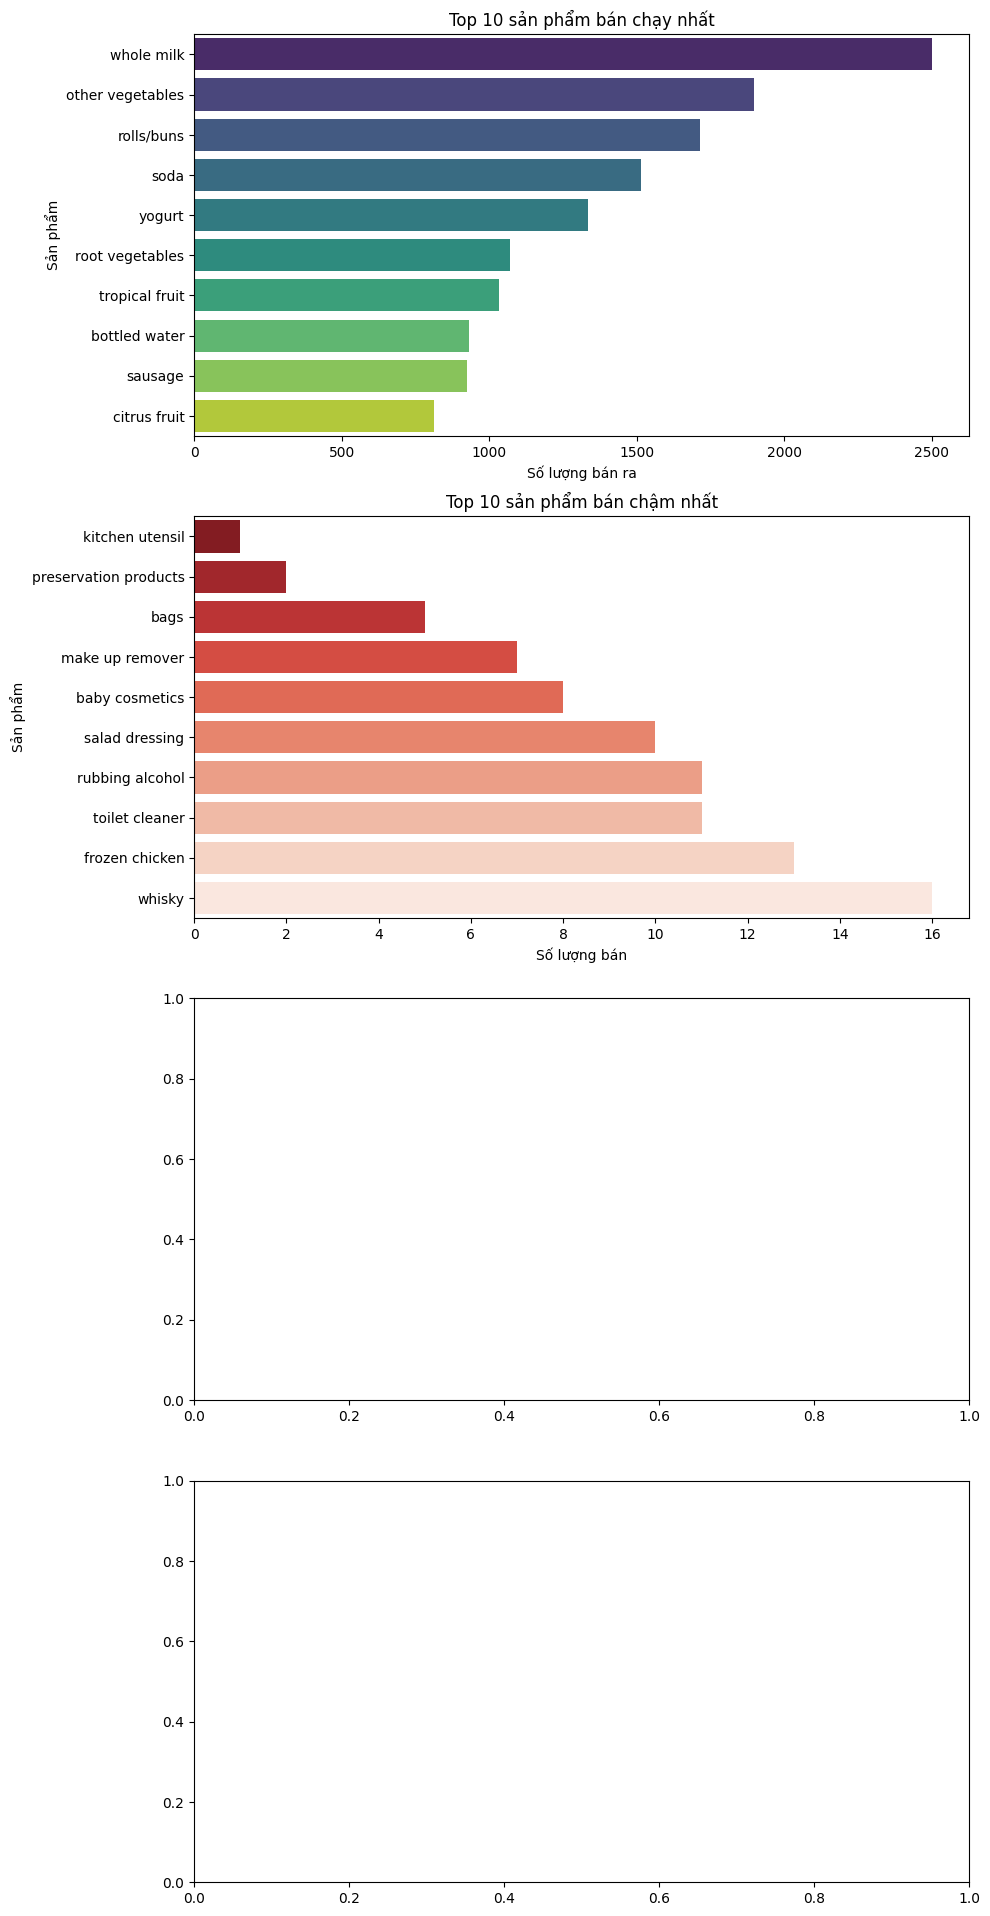 Top 10 sản phẩm bán chạy nhất
Sản phẩm
whole milk
other vegetables
rolls/buns
soda
yogurt
root vegetables
tropical fruit
bottled water
sausage
citrus fruit
0 500 1000 1500 2000 2500
Số lượng bán ra
Top 10 sản phẩm bán chậm nhất
Sản phẩm
kitchen utensil
preservation products
bags
make up remover
baby cosmetics
salad dressing
rubbing alcohol
toilet cleaner
frozen chicken
whisky
0 2 4 6 8 10 12 14 16
Số lượng bán
1.0
0.8
0.6
0.4
0.2
0.0
0.0 0.2 0.4 0.6 0.8 1.0
1.0
0.8
0.6
0.4
0.2
0.0
0.0 0.2 0.4 0.6 0.8 1.0